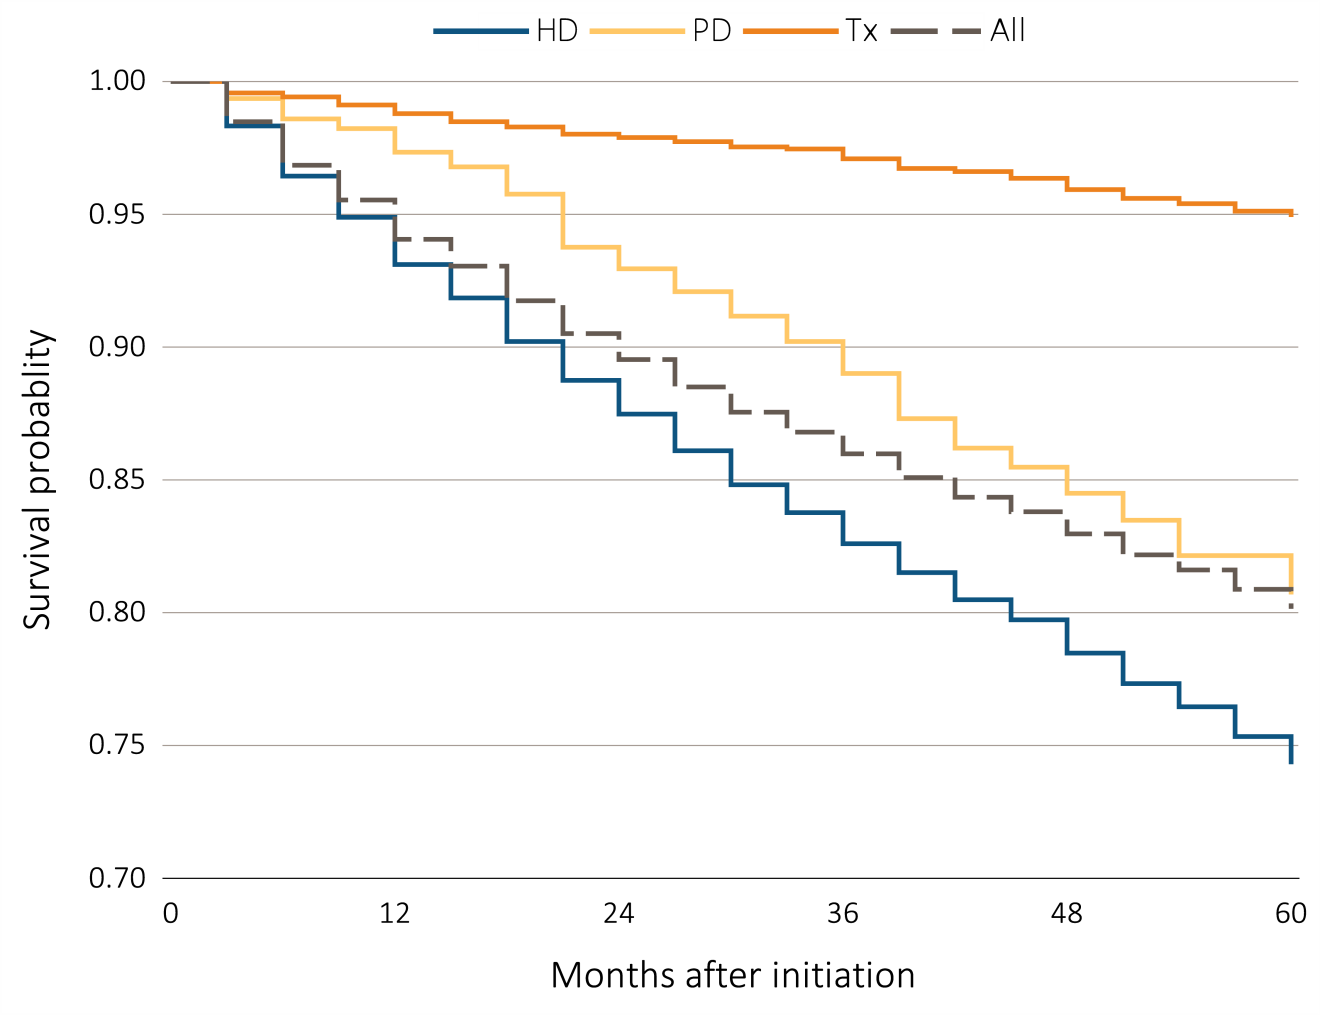 HD PD Tx All
1.00
0.95
0.90
0.85
0.80
0.75
0.70
Survival probablity
0 12 24 36 48 60
Months after initiation